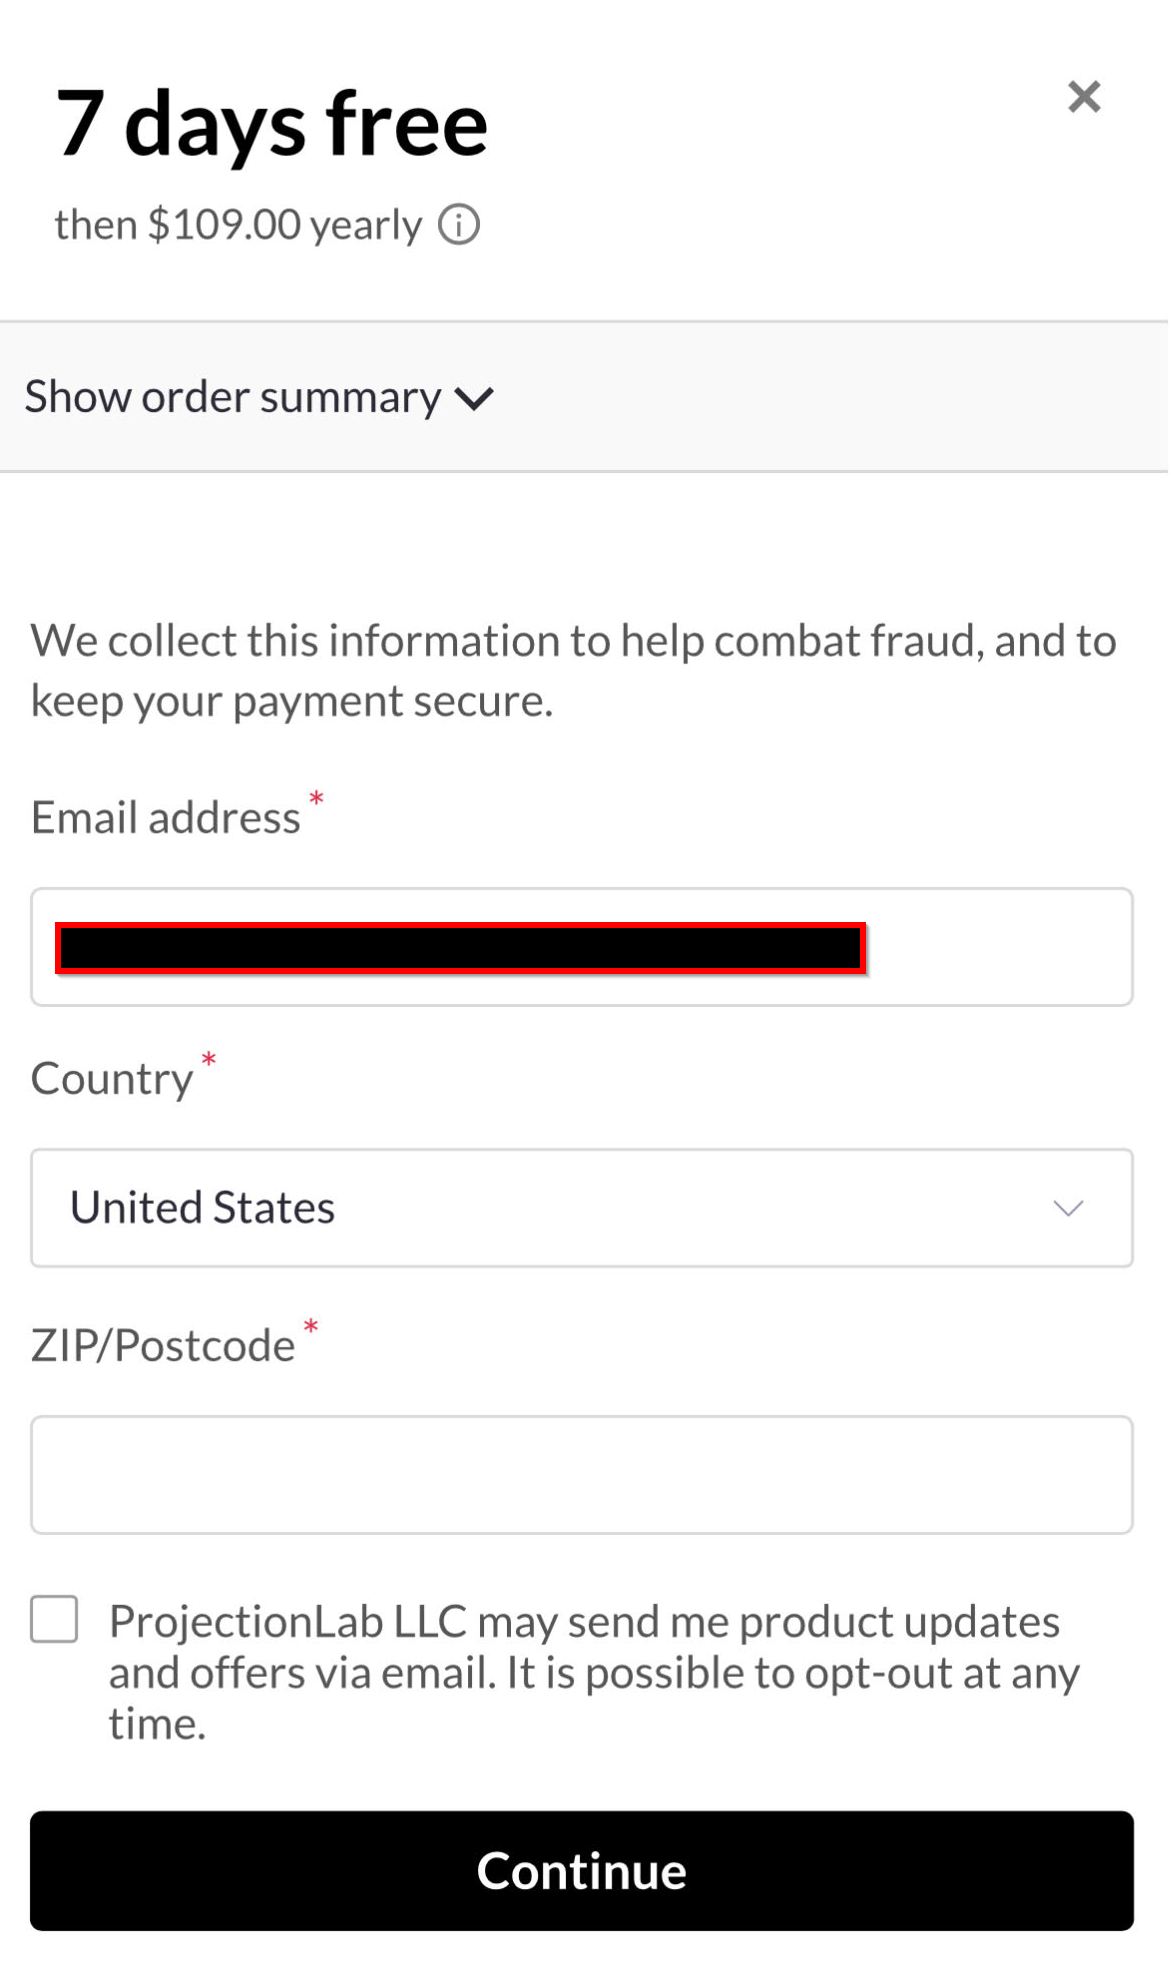 7 days free
then $109.00 yearly
Show order summary
We collect this information to help combat fraud, and to
keep your payment secure.
Email address *
Country *
United States
ZIP/Postcode *
ProjectionLab LLC may send me product updates
and offers via email. It is possible to opt-out at any
time.
Continue